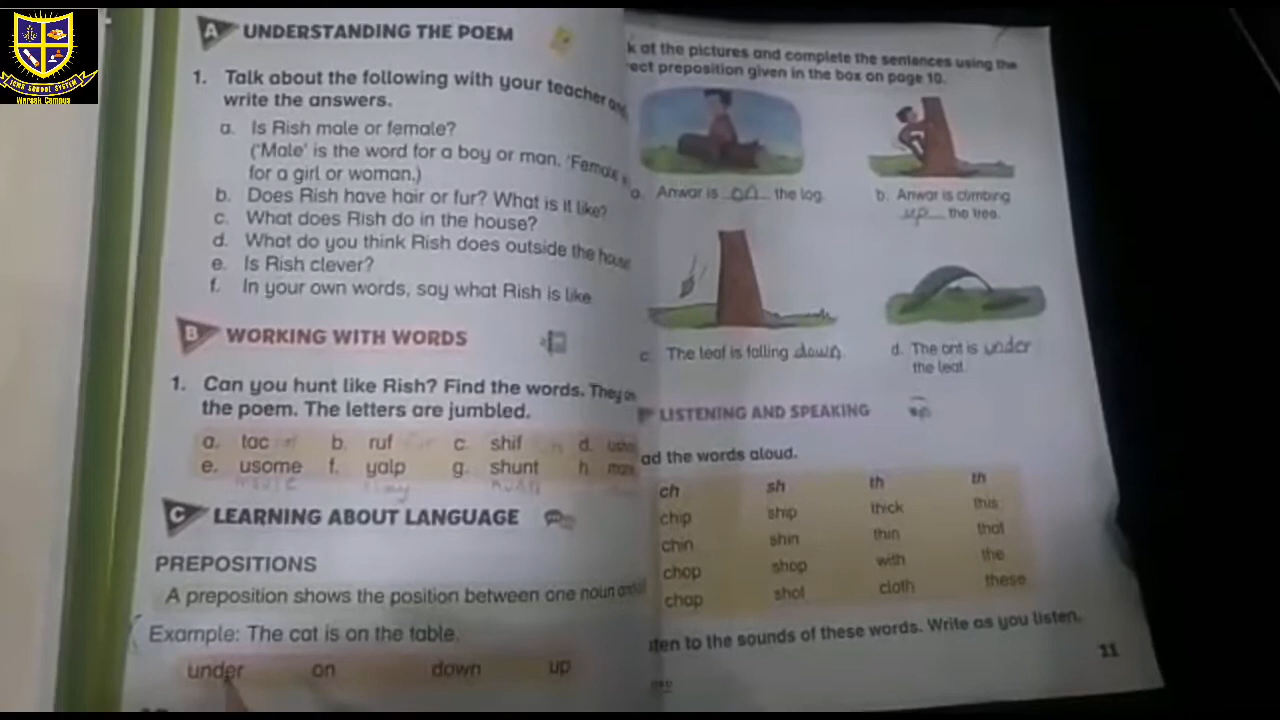 ICMS SCHOOL SYSTEM
Warsak Campus
A UNDERSTANDING THE POEM
1. Talk about the following with your teacher and
write the answers.
a. Is Rish male or female?
('Male' is the word for a boy or man. 'Female'
for a girl or woman.)
b. Does Rish have hair or fur? What is it like?
c. What does Rish do in the house?
d. What do you think Rish does outside the house
e. Is Rish clever?
f. In your own words, say what Rish is like
B WORKING WITH WORDS
1. Can you hunt like Rish? Find the words. They
the poem. The letters are jumbled.
a. tac b. ruf c. shif d.
e. usome f. yalp g. shunt h
C LEARNING ABOUT LANGUAGE
PREPOSITIONS
A preposition shows the position between one noun
Example: The cat is on the table.
under on down up
k at the pictures and complete the sentences using the
ect preposition given in the box on page 10.
a. Anwar is on the log.
b. Anwar is climbing
up the tree.
c. The leaf is falling down
d. The ant is under
the leaf.
LISTENING AND SPEAKING
ad the words aloud.
ch sh th th
chip ship thick this
chin shin thin that
chop shop with the
chap shot cloth these
ten to the sounds of these words. Write as you listen.
11